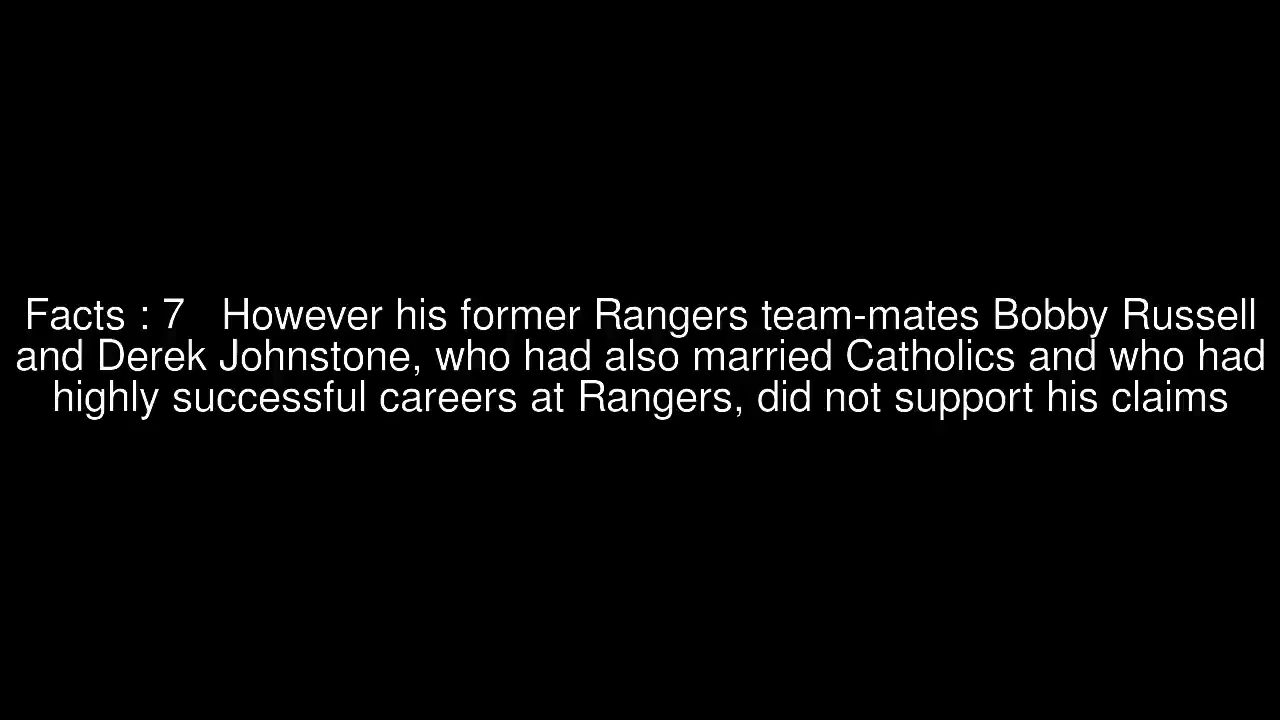 Facts : 7   However his former Rangers team-mates Bobby Russell
and Derek Johnstone, who had also married Catholics and who had
highly successful careers at Rangers, did not support his claims